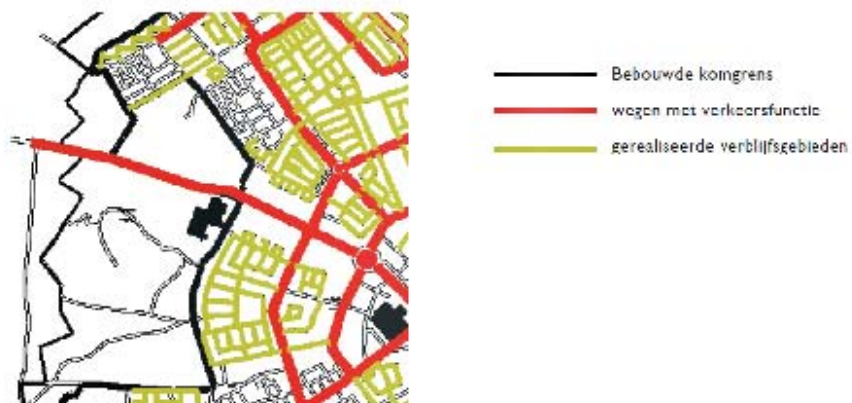 Bebouwde komgrens
wegen met verkeersfunctie
gerealiseerde verblijfsgebieden